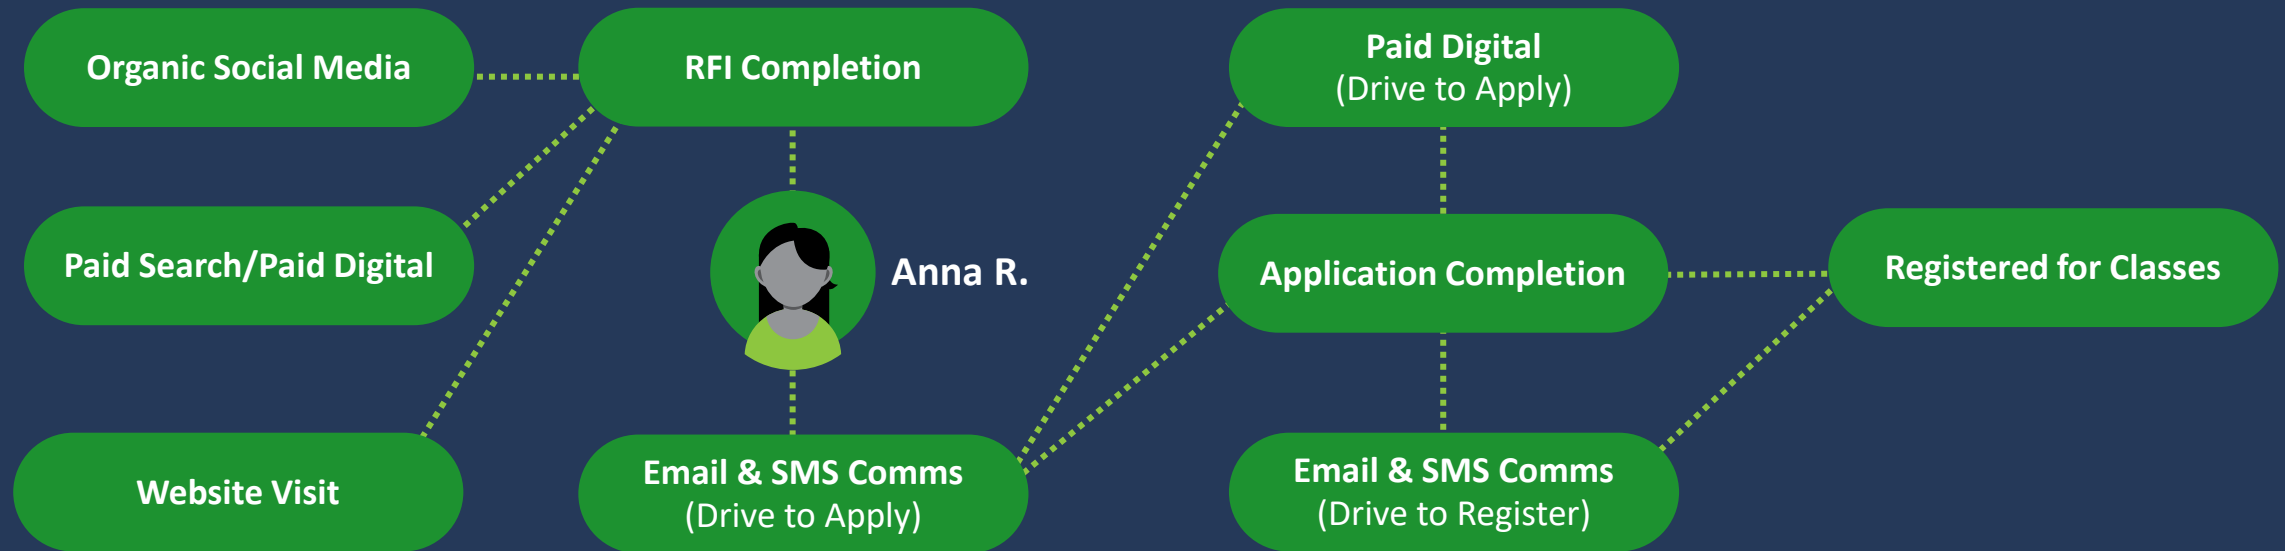 Organic Social Media
RFI Completion
Paid Digital
(Drive to Apply)
Paid Search/Paid Digital
Anna R.
Application Completion
Registered for Classes
Website Visit
Email & SMS Comms
(Drive to Apply)
Email & SMS Comms
(Drive to Register)